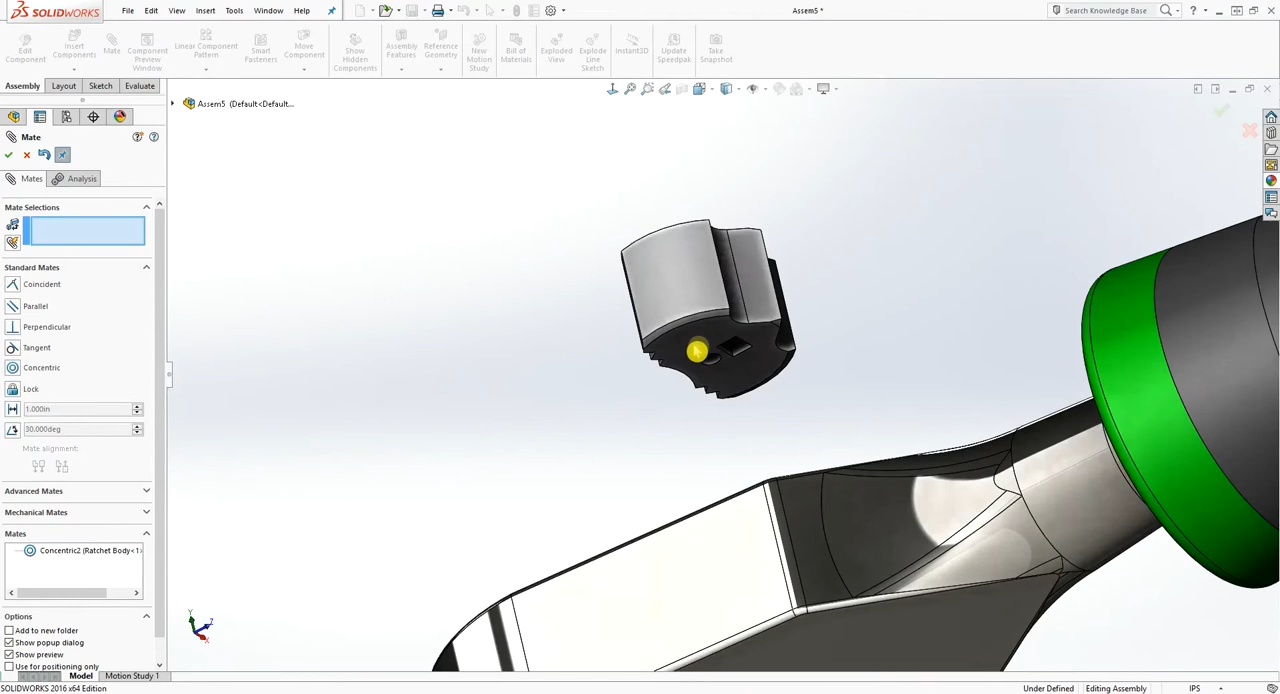 SOLIDWORKS
File
Edit
View
Insert
Tools
Window
Help
Assem5 *
Search Knowledge Base
Edit Component
Insert Components
Mate
Component Preview Window
Linear Component Pattern
Smart Fasteners
Move Component
Show Hidden Components
Assembly Features
Reference Geometry
New Motion Study
Bill of Materials
Exploded View
Explode Line Sketch
Instant3D
Update Speedpak
Take Snapshot
Assembly
Layout
Sketch
Evaluate
Assem5 (Default<Default...
Mate
Mates
Analysis
Mate Selections
Standard Mates
Coincident
Parallel
Perpendicular
Tangent
Concentric
Lock
1.000in
30.000deg
Mate alignment:
Advanced Mates
Mechanical Mates
Mates
Concentric2 (Ratchet Body<1>
Options
Add to new folder
Show popup dialog
Show preview
Use for positioning only
Y
Z
X
Model
Motion Study 1
SOLIDWORKS 2016 x64 Edition
Under Defined
Editing Assembly
IPS